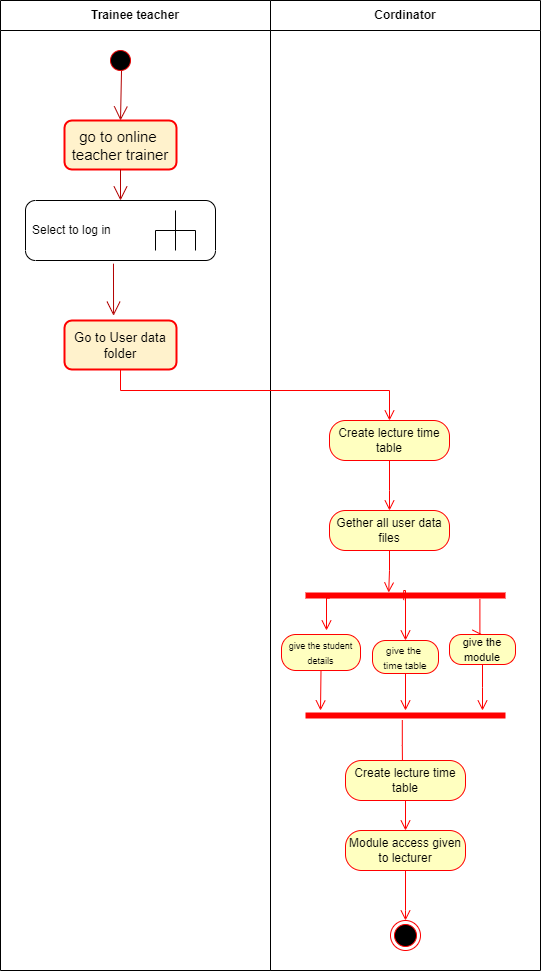 Trainee teacher
Cordinator
go to online
teacher trainer
Select to log in
Go to User data
folder
Create lecture time
table
Gether all user data
files
give the student
details
give the
time table
give the
module
Create lecture time
table
Module access given
to lecturer